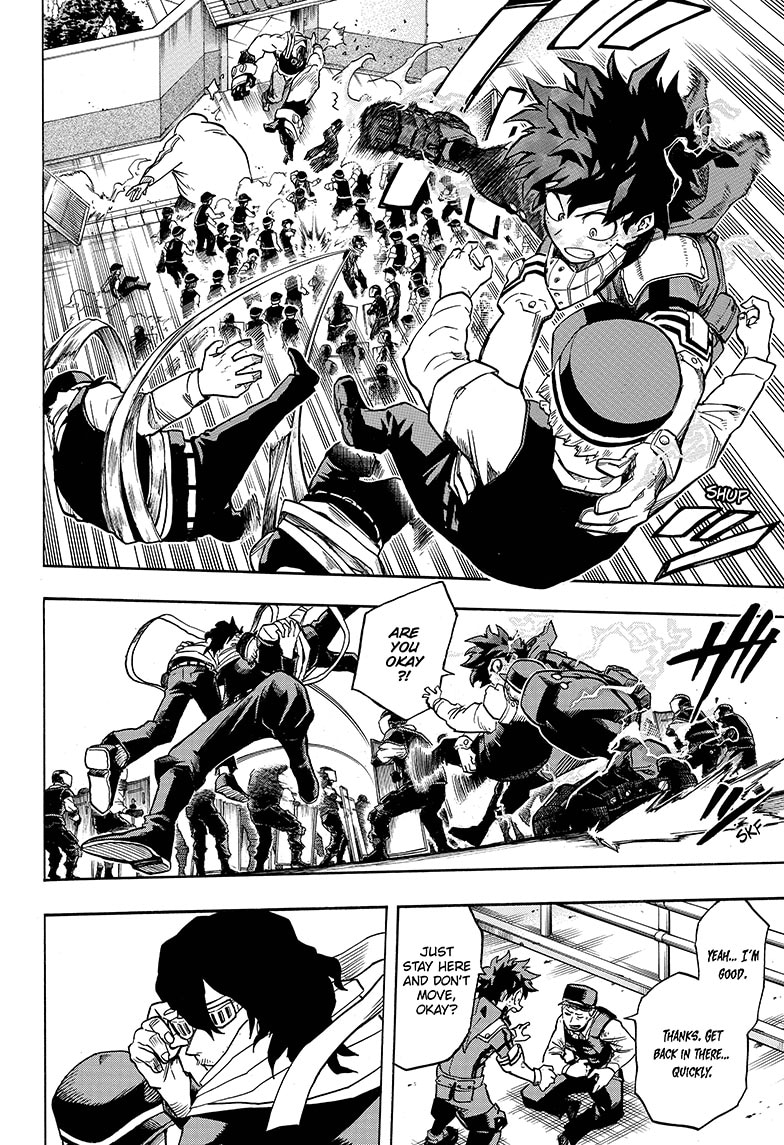 SHUP
ARE
YOU
OKAY
?!
SKF
YEAH... I'M
GOOD.
THANKS. GET
BACK IN THERE...
QUICKLY.
JUST
STAY HERE
AND DON'T
MOVE,
OKAY?